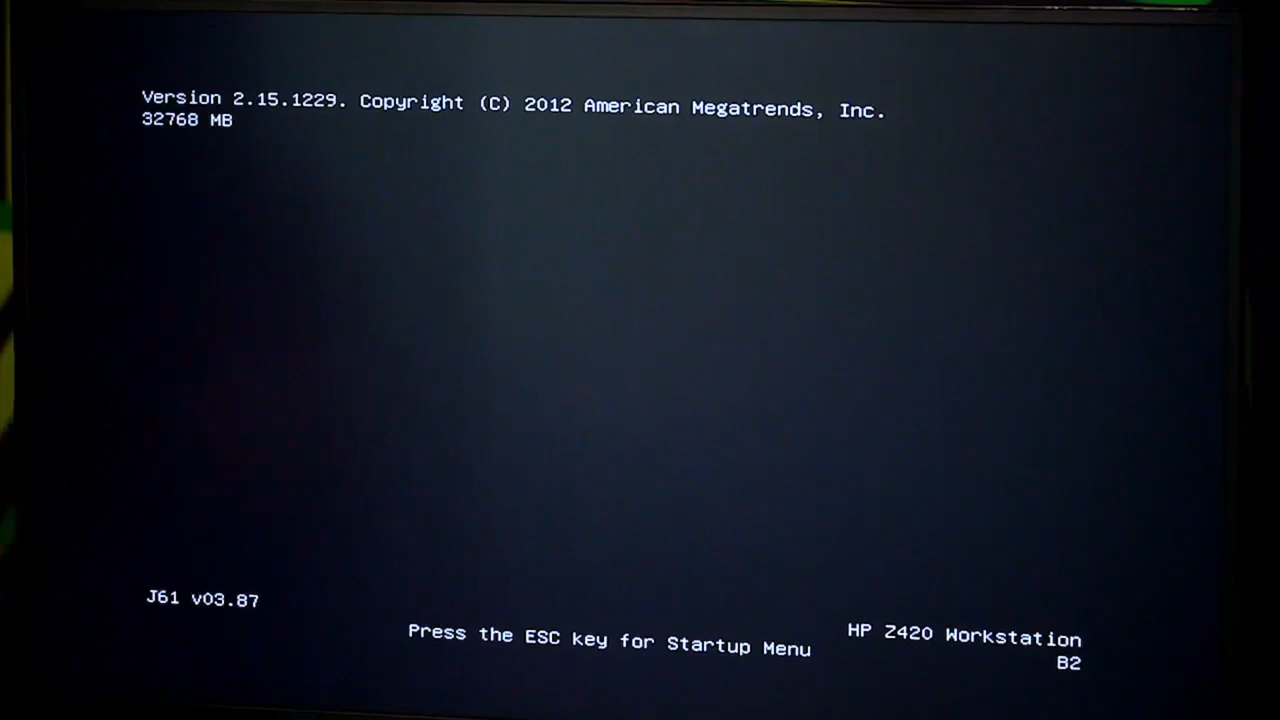 Version 2.15.1229. Copyright (C) 2012 American Megatrends, Inc.
32768 MB
J61 v03.87
Press the ESC key for Startup Menu
HP Z420 Workstation
B2